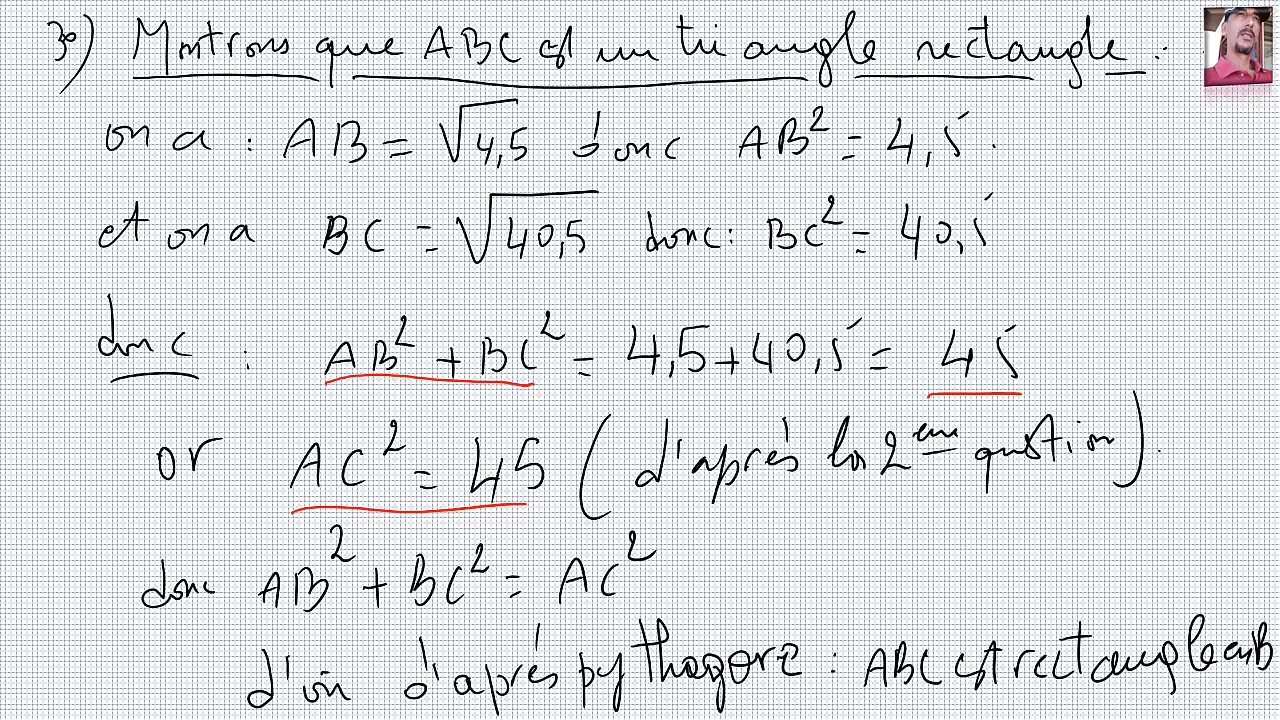 3°) Montrons que ABC est un triangle rectangle :
on a : AB = √4,5 donc AB² = 4,5.
et on a BC = √40,5 donc : BC² = 40,5
donc : AB² + BC² = 4,5 + 40,5 = 45
or AC² = 45 (d'après la 2ème question).
donc AB² + BC² = AC²
d'où d'après pythagore : ABC est rectangle en B